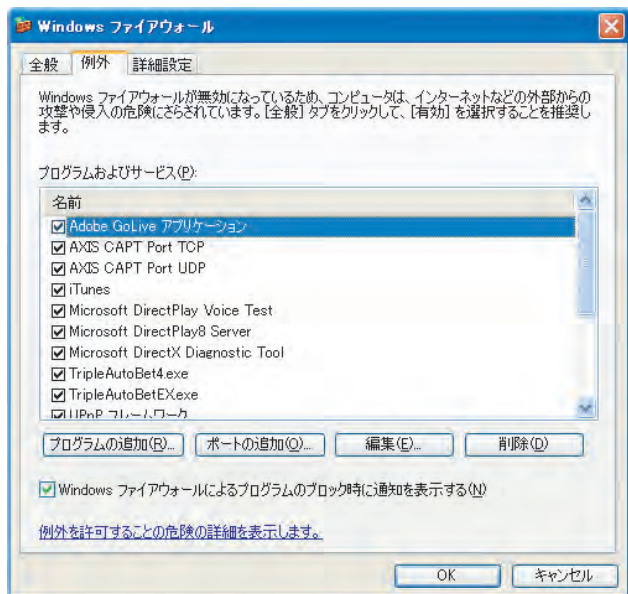 Windows ファイアウォール
全般 例外 詳細設定
Windows ファイアウォールが無効になっているため、コンピュータは、インターネットなどの外部からの
攻撃や侵入の危険にさらされています。[全般] タブをクリックして、[有効] を選択することを推奨し
ます。
プログラムおよびサービス(P):
名前
Adobe GoLive アプリケーション
AXIS CAPT Port TCP
AXIS CAPT Port UDP
iTunes
Microsoft DirectPlay Voice Test
Microsoft DirectPlay8 Server
Microsoft DirectX Diagnostic Tool
TripleAutoBet4.exe
TripleAutoBetEX.exe
UPnP フレームワーク
プログラムの追加(R)... ポートの追加(O)... 編集(E)... 削除(D)
Windows ファイアウォールによるプログラムのブロック時に通知を表示する(N)
例外を許可することの危険の詳細を表示します。
OK キャンセル